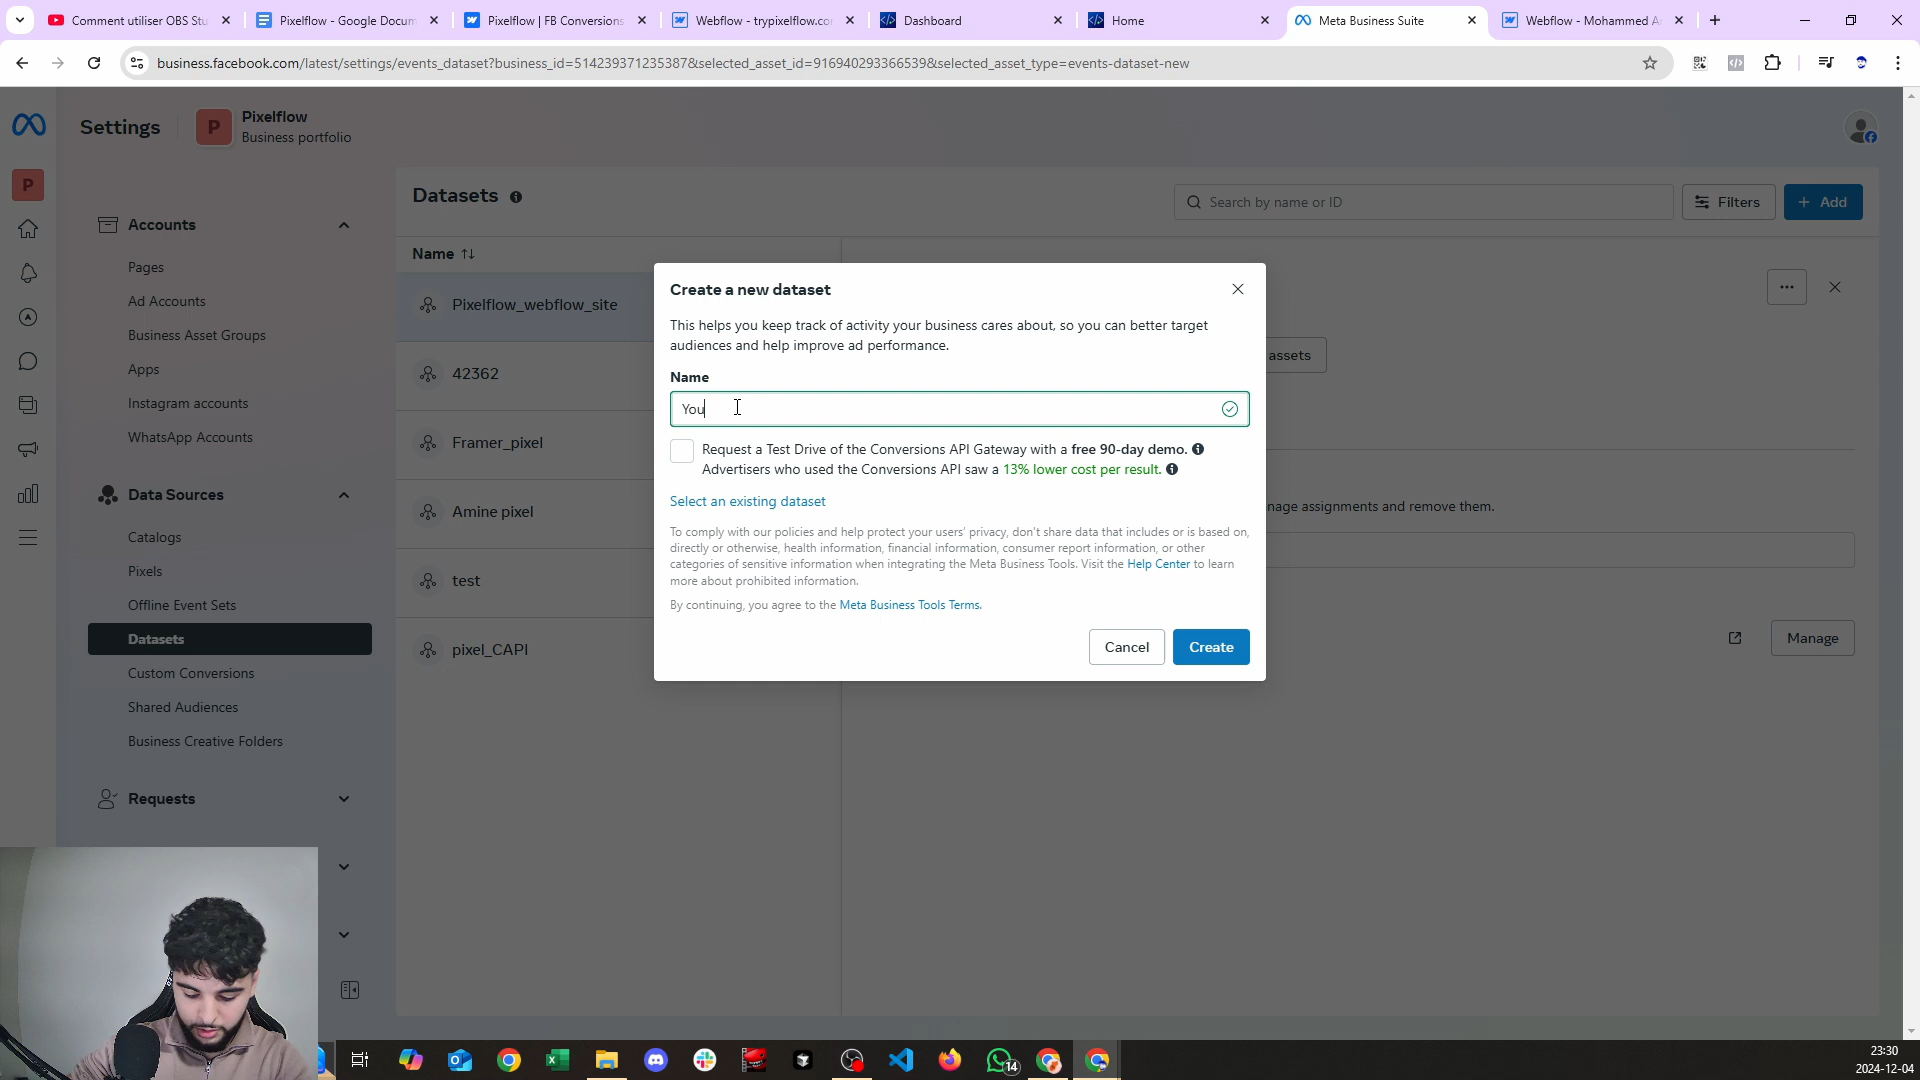 Comment utiliser OBS Stu
Pixelflow - Google Docum
Pixelflow | FB Conversions
Webflow - trypixelflow.co
Dashboard
Home
Meta Business Suite
Webflow - Mohammed A
business.facebook.com/latest/settings/events_dataset?business_id=514239371235387&selected_asset_id=916940293366539&selected_asset_type=events-dataset-new
Settings
P
Pixelflow
Business portfolio
P
Accounts
Pages
Ad Accounts
Business Asset Groups
Apps
Instagram accounts
WhatsApp Accounts
Data Sources
Catalogs
Pixels
Offline Event Sets
Datasets
Custom Conversions
Shared Audiences
Business Creative Folders
Requests
Datasets
Search by name or ID
Filters
+ Add
Name
Pixelflow_webflow_site
42362
Framer_pixel
Amine pixel
test
pixel_CAPI
assets
nage assignments and remove them.
Manage
Create a new dataset
This helps you keep track of activity your business cares about, so you can better target
audiences and help improve ad performance.
Name
You
Request a Test Drive of the Conversions API Gateway with a free 90-day demo.
Advertisers who used the Conversions API saw a 13% lower cost per result.
Select an existing dataset
To comply with our policies and help protect your users' privacy, don't share data that includes or is based on,
directly or otherwise, health information, financial information, consumer report information, or other
categories of sensitive information when integrating the Meta Business Tools. Visit the Help Center to learn
more about prohibited information.
By continuing, you agree to the Meta Business Tools Terms.
Cancel
Create
14
23:30
2024-12-04